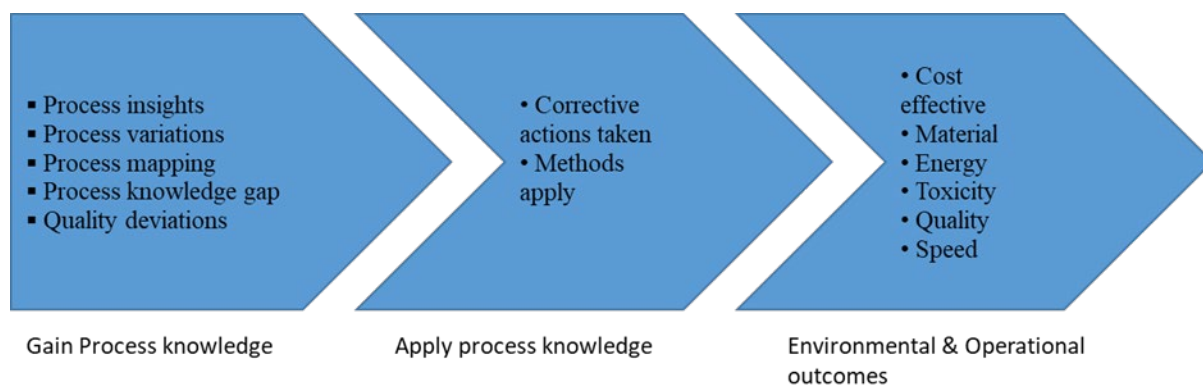 ▪ Process insights
▪ Process variations
▪ Process mapping
▪ Process knowledge gap
▪ Quality deviations
• Corrective
actions taken
• Methods
apply
• Cost
effective
• Material
• Energy
• Toxicity
• Quality
• Speed
Gain Process knowledge
Apply process knowledge
Environmental & Operational
outcomes